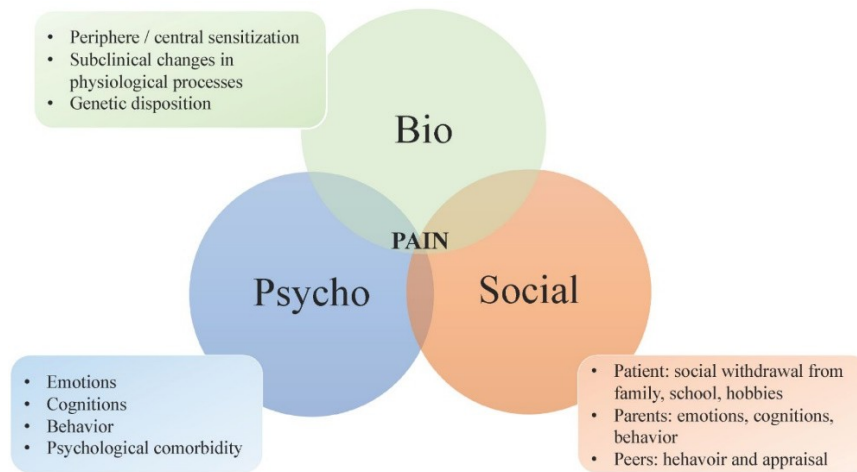 • Periphere / central sensitization
• Subclinical changes in
physiological processes
• Genetic disposition
Bio
PAIN
Psycho
Social
• Emotions
• Cognitions
• Behavior
• Psychological comorbidity
• Patient: social withdrawal from
family, school, hobbies
• Parents: emotions, cognitions,
behavior
• Peers: hehavoir and appraisal